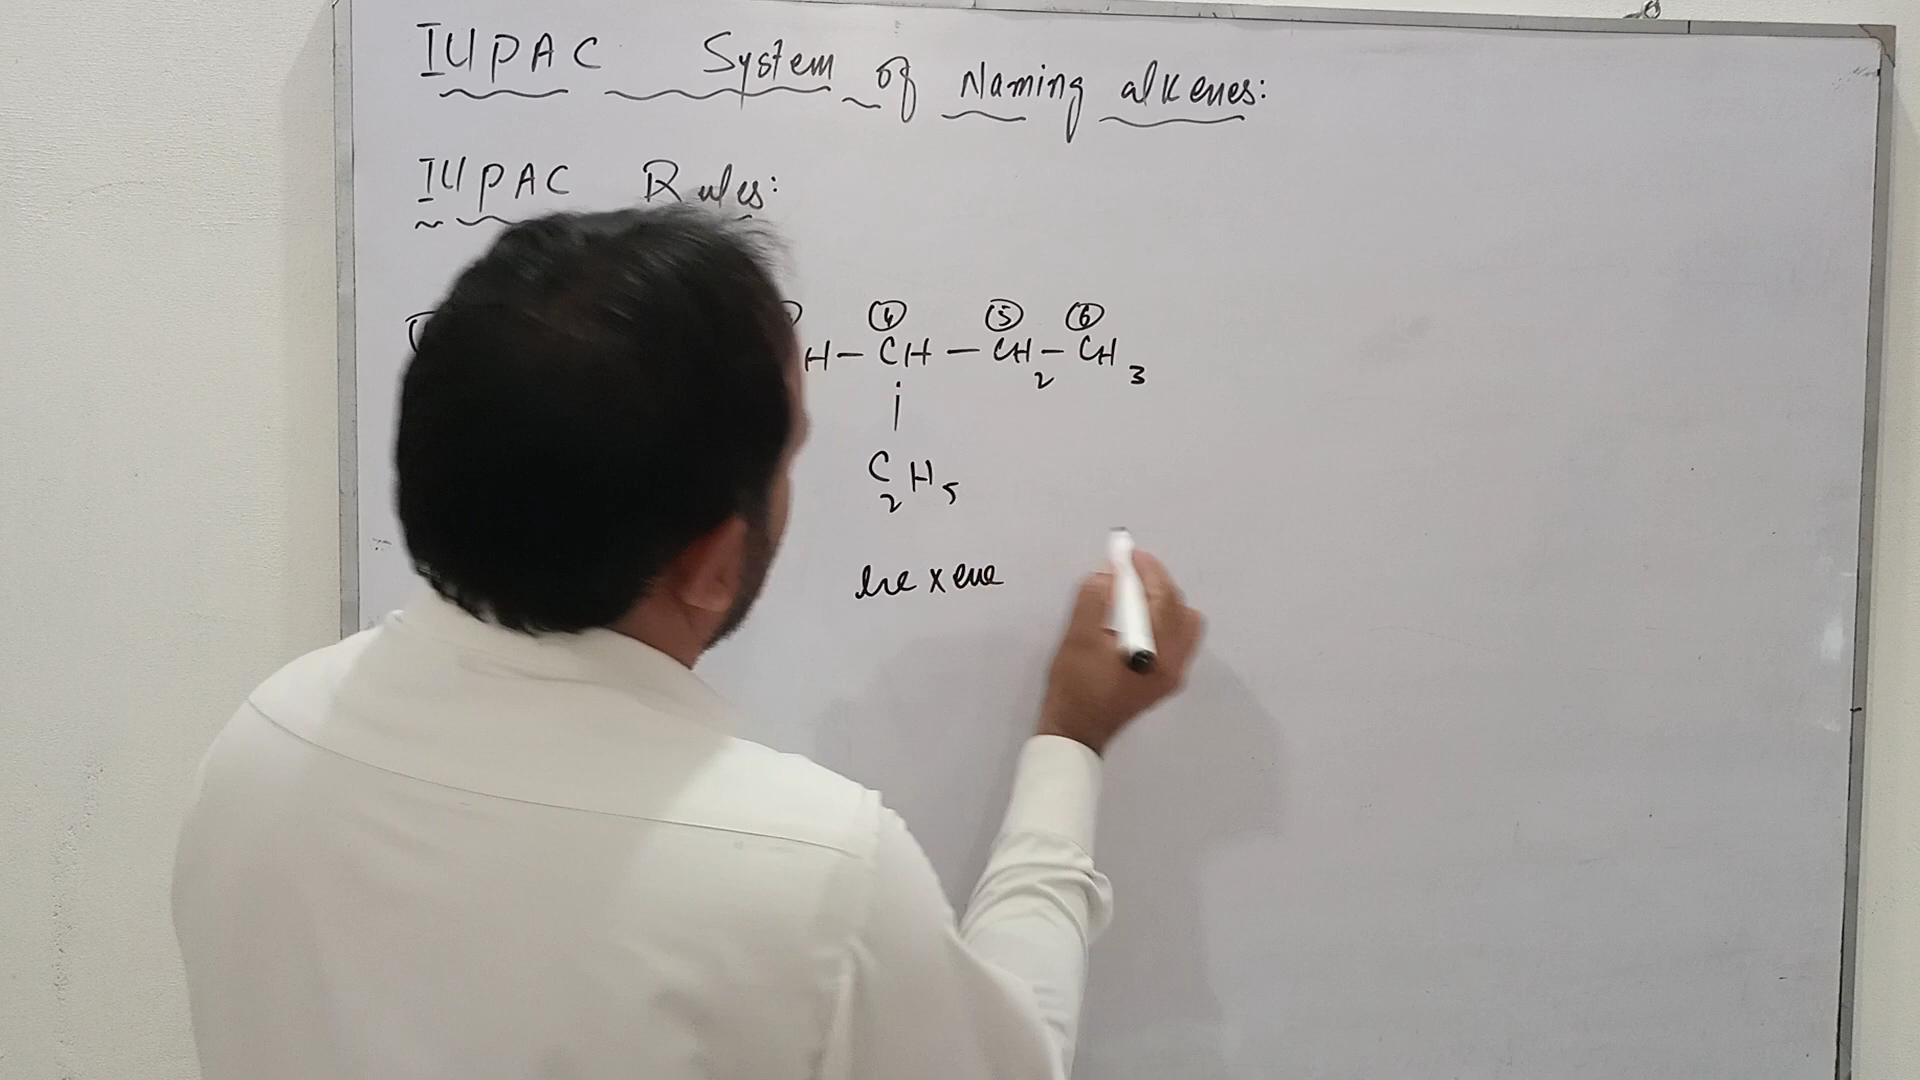 IUPAC System of Naming alkenes:
IUPAC Rules:
④ ⑤ ⑥
H - CH - CH2 - CH3
C2H5
hexene